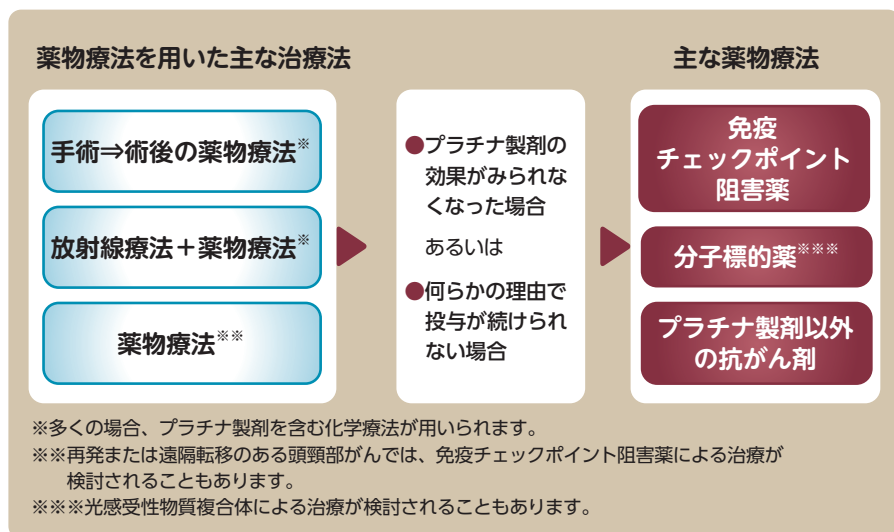 薬物療法を用いた主な治療法
手術⇒術後の薬物療法※
放射線療法＋薬物療法※
薬物療法※※
●プラチナ製剤の
効果がみられな
くなった場合
あるいは
●何らかの理由で
投与が続けられ
ない場合
主な薬物療法
免疫
チェックポイント
阻害薬
分子標的薬※※※
プラチナ製剤以外
の抗がん剤
※多くの場合、プラチナ製剤を含む化学療法が用いられます。
※※再発または遠隔転移のある頭頸部がんでは、免疫チェックポイント阻害薬による治療が
検討されることもあります。
※※※光感受性物質複合体による治療が検討されることもあります。